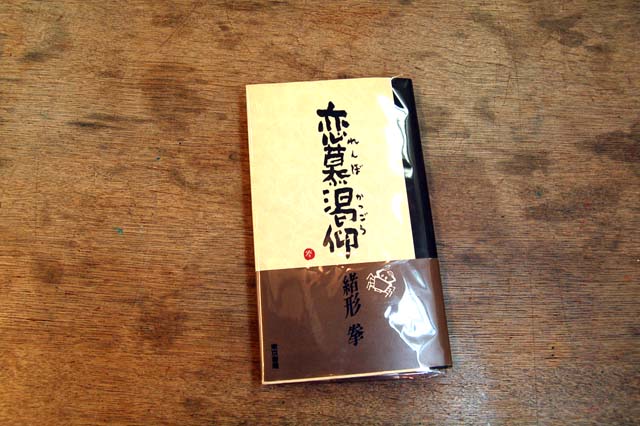 恋慕渇仰
れんぼ
かつごう
緒形 拳